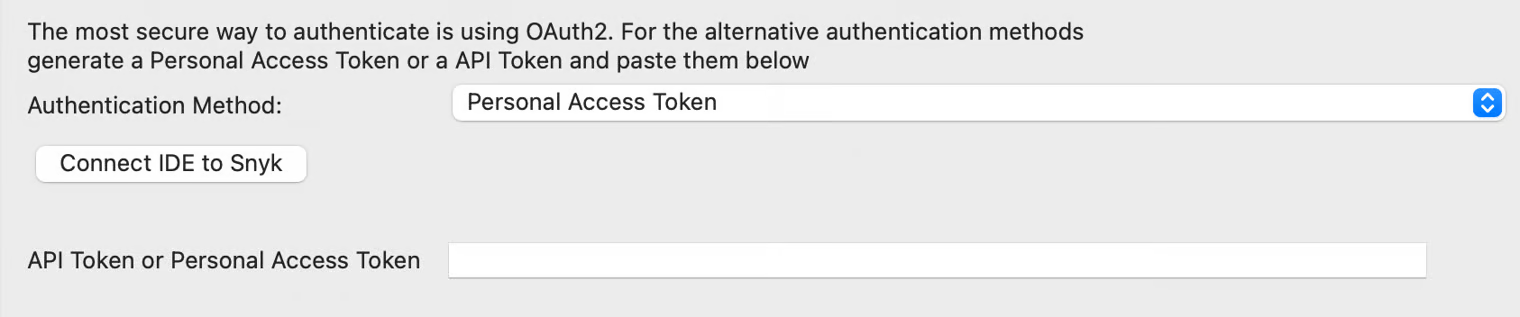 The most secure way to authenticate is using OAuth2. For the alternative authentication methods
generate a Personal Access Token or a API Token and paste them below
Authentication Method:
Personal Access Token
Connect IDE to Snyk
API Token or Personal Access Token